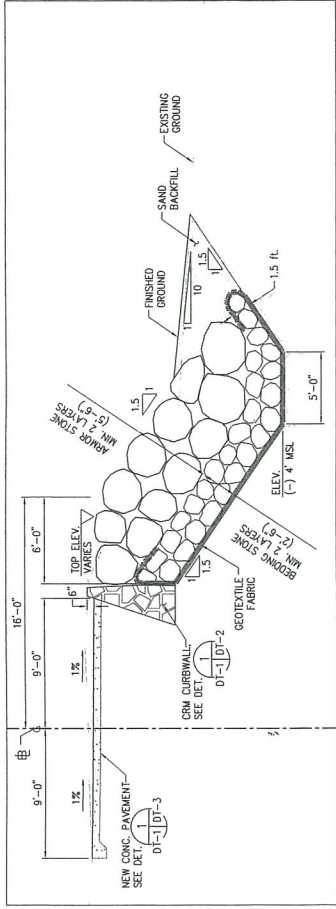 16'-0"
9'-0"
9'-0"
6'-0"
1%
1%
6"
TOP ELEV.
VARIES
ARMOR STONE
MIN. 2 LAYERS
(5'-6")
1.5
1
FINISHED
GROUND
1
10
SAND
BACKFILL
EXISTING
GROUND
1.5
1
1.5 ft.
NEW CONC. PAVEMENT
SEE DET.
1
DT-1
DT-3
CRM CURBWALL
SEE DET.
1
DT-1
DT-2
1.5
1
GEOTEXTILE
FABRIC
BEDDING STONE
MIN. 2 LAYERS
(2'-6")
ELEV.
(-) 4' MSL
5'-0"